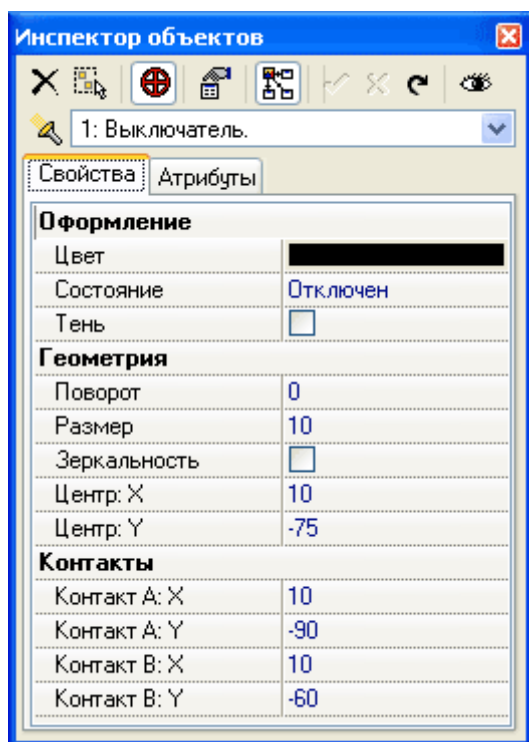 Инспектор объектов
1: Выключатель.
Свойства Атрибуты
Оформление
Цвет
Состояние Отключен
Тень
Геометрия
Поворот 0
Размер 10
Зеркальность
Центр: X 10
Центр: Y -75
Контакты
Контакт A: X 10
Контакт A: Y -90
Контакт B: X 10
Контакт B: Y -60